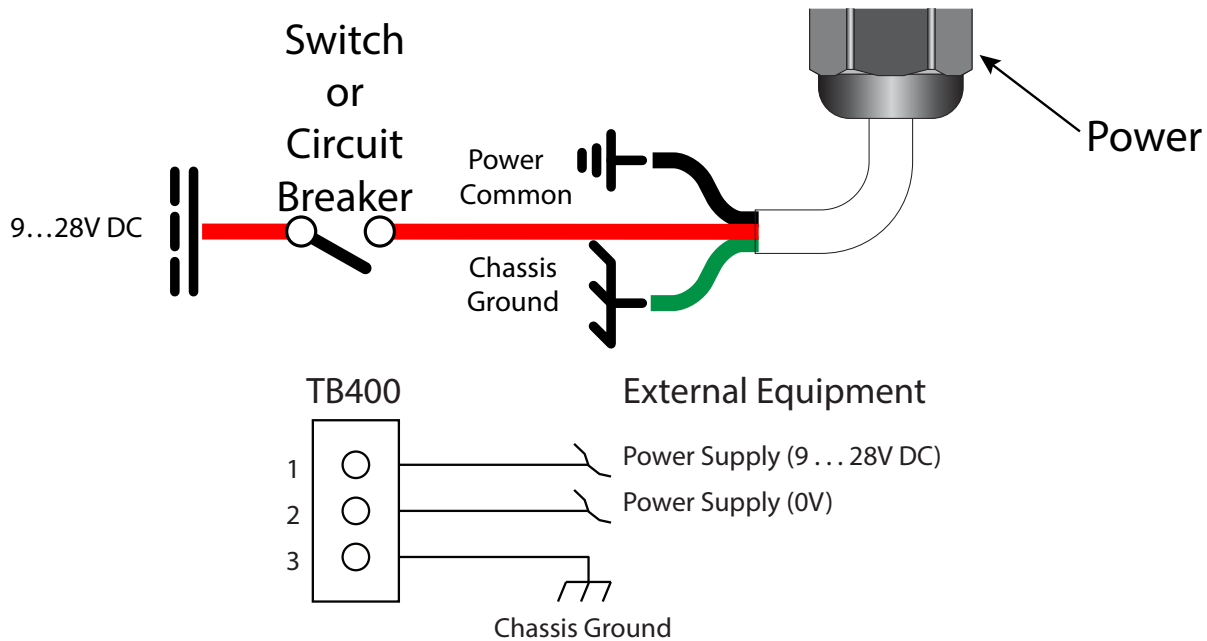 Switch
or
Circuit
Breaker
Power
Common
Power
9…28V DC
Chassis
Ground
TB400
External Equipment
1
Power Supply (9 . . . 28V DC)
2
Power Supply (0V)
3
Chassis Ground